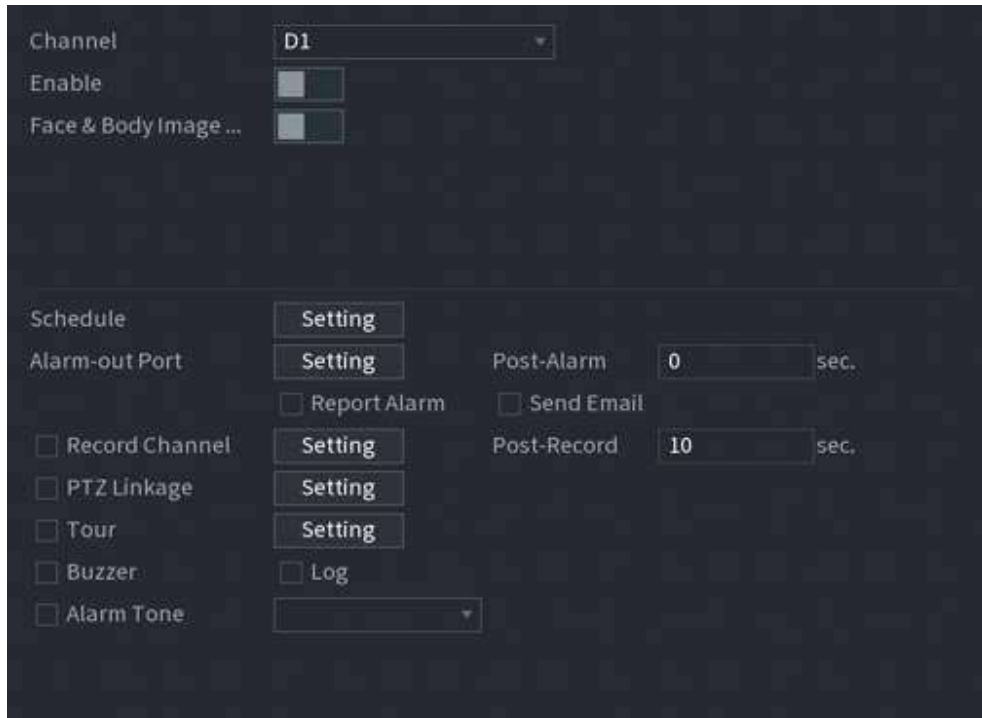 Channel D1
Enable
Face & Body Image ...
Schedule Setting
Alarm-out Port Setting Post-Alarm 0 sec.
Report Alarm Send Email
Record Channel Setting Post-Record 10 sec.
PTZ Linkage Setting
Tour Setting
Buzzer Log
Alarm Tone